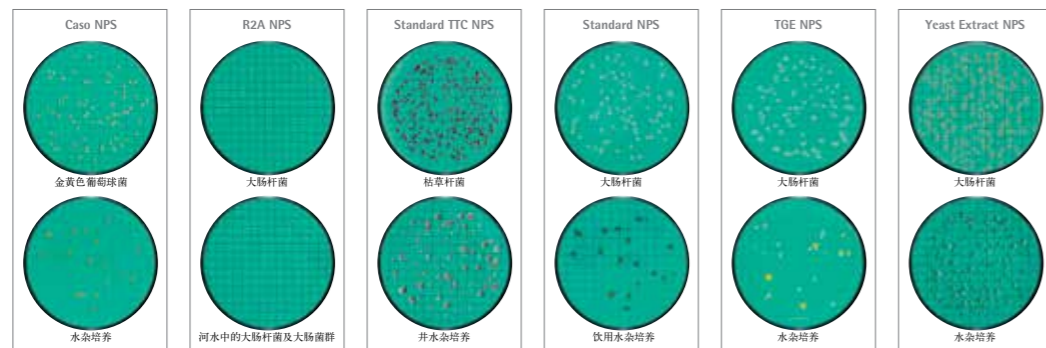 Caso NPS
R2A NPS
Standard TTC NPS
Standard NPS
TGE NPS
Yeast Extract NPS
金黄色葡萄球菌
大肠杆菌
枯草杆菌
大肠杆菌
大肠杆菌
大肠杆菌
水杂培养
河水中的大肠杆菌及大肠菌群
井水杂培养
饮用水杂培养
水杂培养
水杂培养